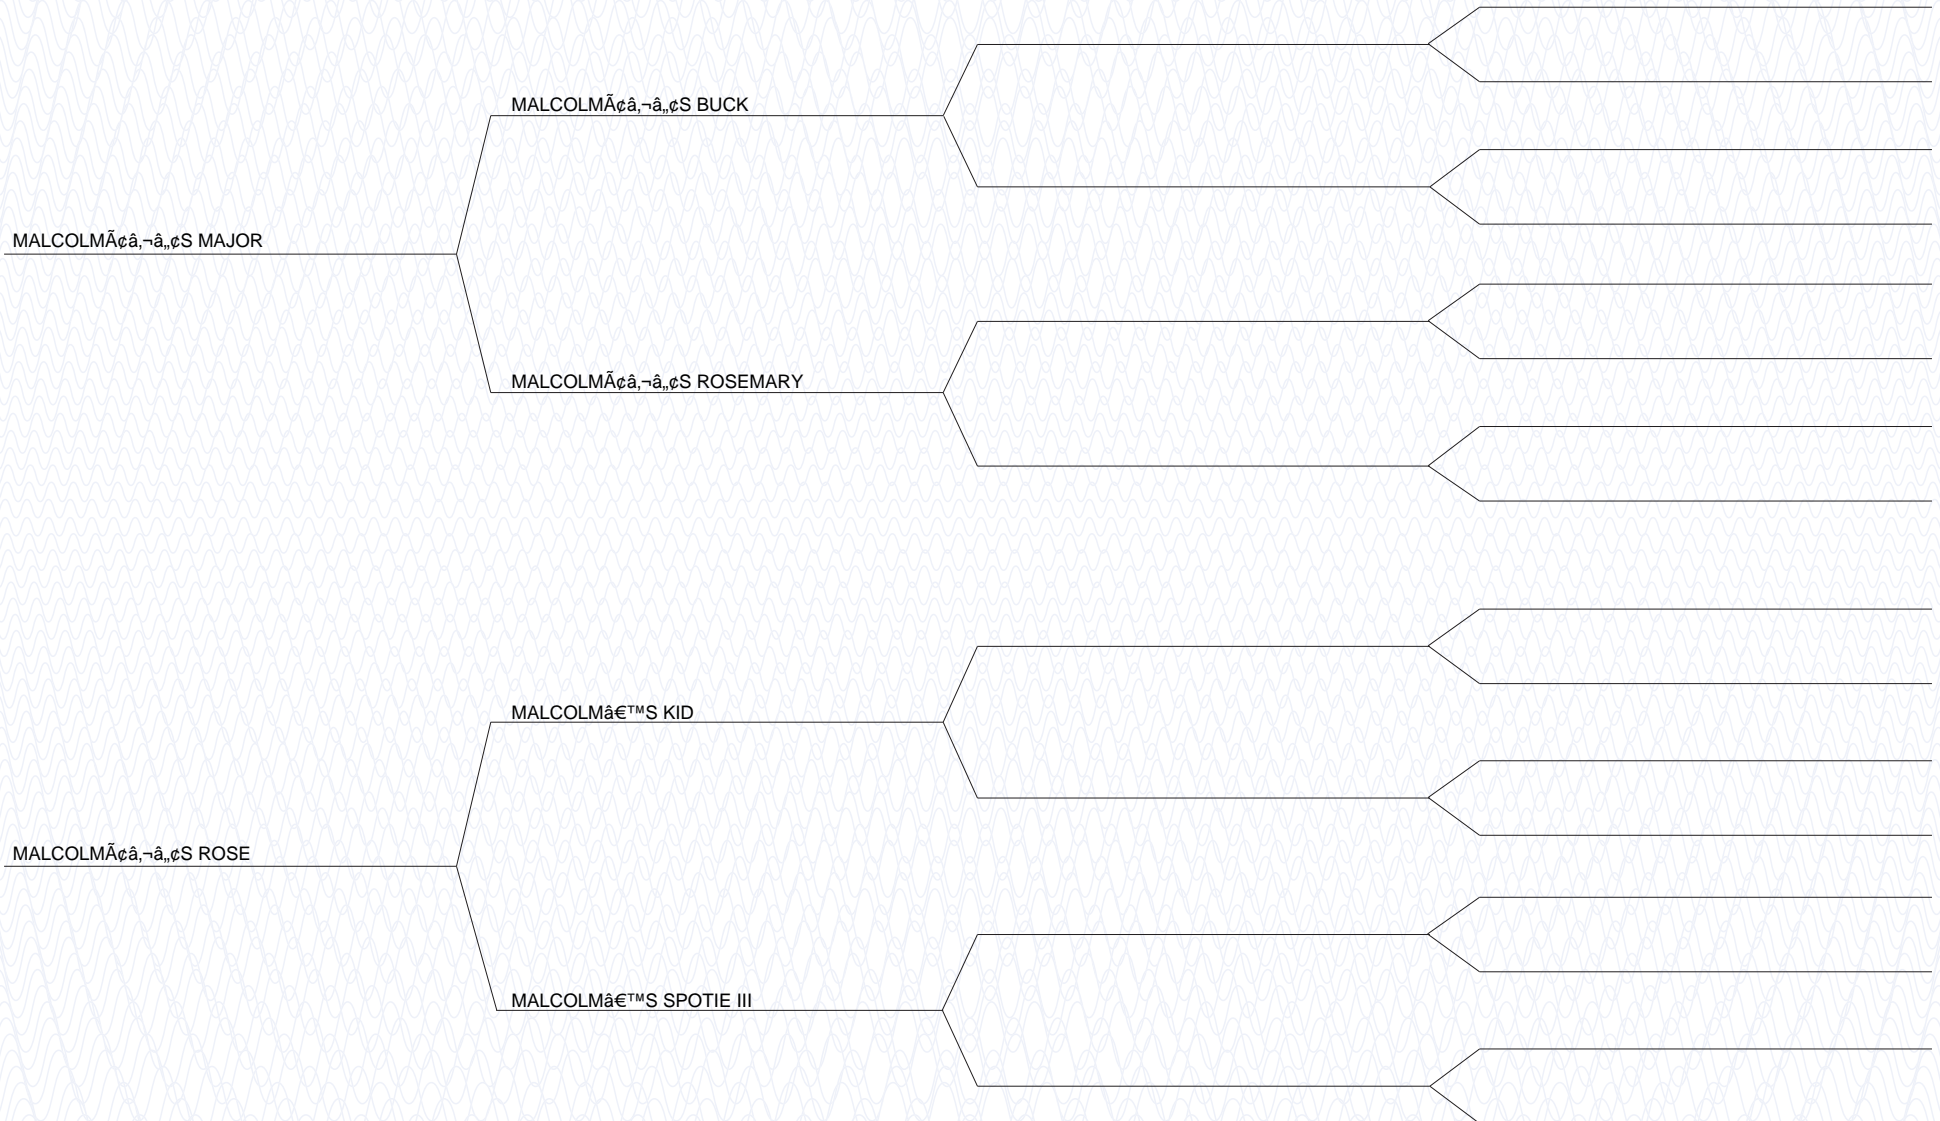 MALCOLMÃ¢â‚¬â„¢S BUCK
MALCOLMÃ¢â‚¬â„¢S MAJOR
MALCOLMÃ¢â‚¬â„¢S ROSEMARY
MALCOLMâ€™S KID
MALCOLMÃ¢â‚¬â„¢S ROSE
MALCOLMâ€™S SPOTIE III